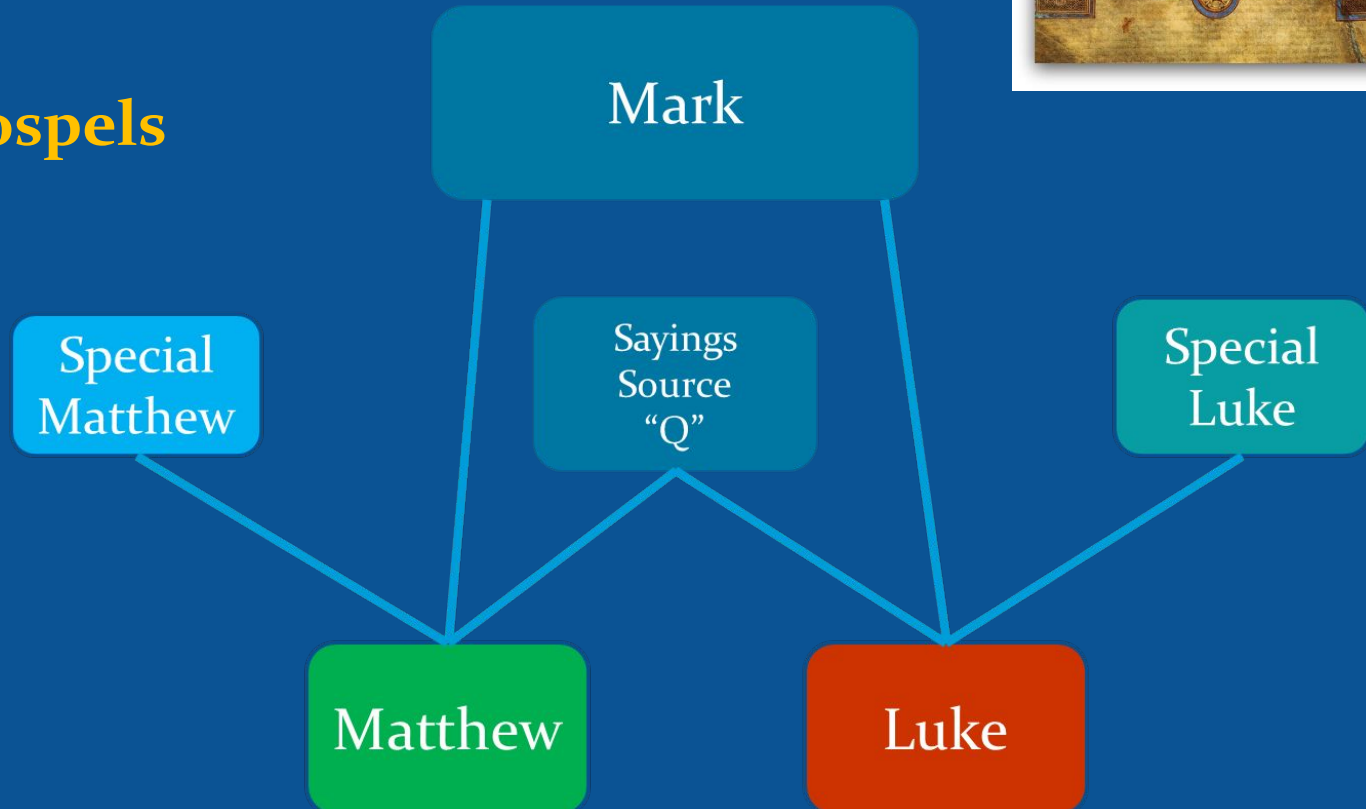 Mark
ospels
Special
Matthew
Sayings
Source
“Q”
Special
Luke
Matthew
Luke